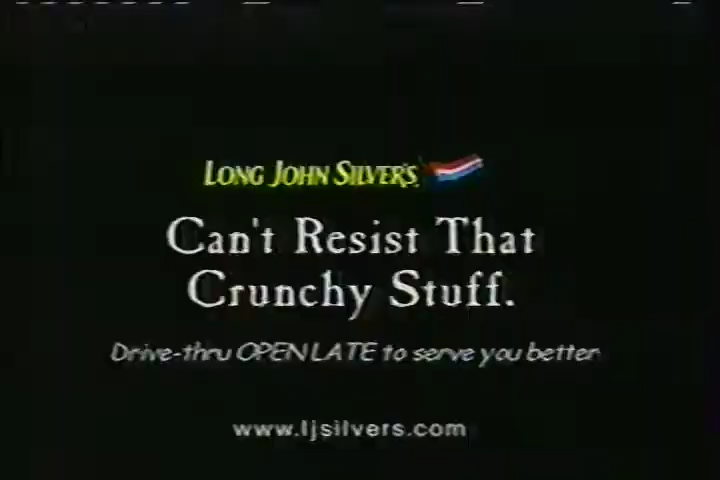 LONG JOHN SILVER'S
Can't Resist That
Crunchy Stuff.
Drive-thru OPEN LATE to serve you better
www.ljsilvers.com